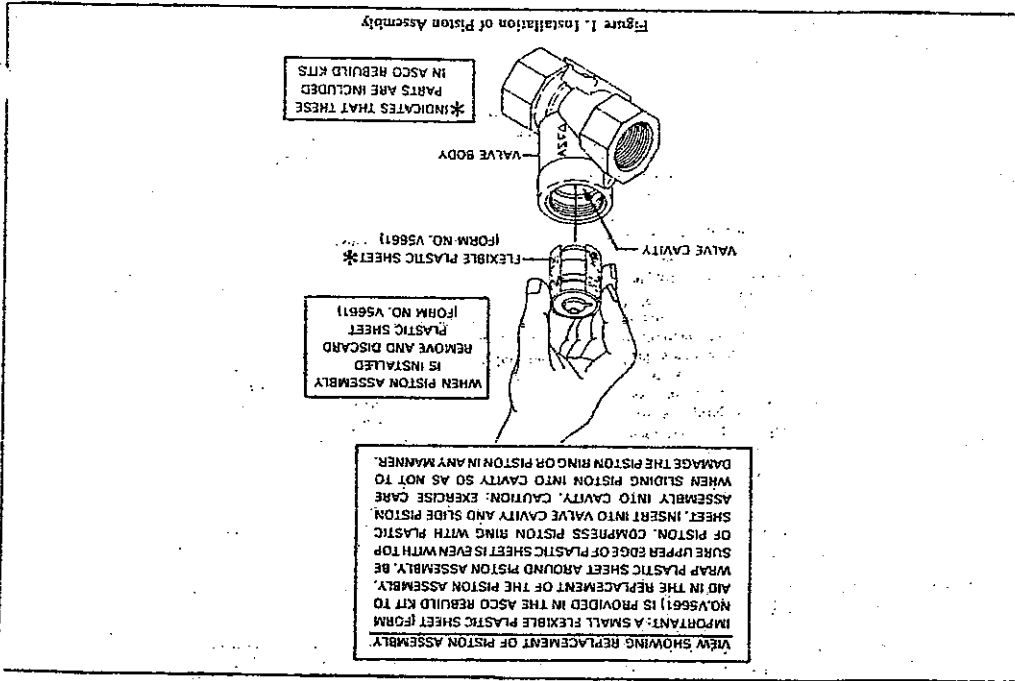 VIEW SHOWING REPLACEMENT OF PISTON ASSEMBLY
IMPORTANT: A SMALL FLEXIBLE PLASTIC SHEET (FORM
NO. V5661) IS PROVIDED IN THE ASCO REBUILD KIT TO
AID IN THE REPLACEMENT OF THE PISTON ASSEMBLY.
WRAP PLASTIC SHEET AROUND PISTON ASSEMBLY. BE
SURE UPPER EDGE OF PLASTIC SHEET IS EVEN WITH TOP
OF PISTON. COMPRESS PISTON RING WITH PLASTIC
SHEET. INSERT INTO VALVE CAVITY AND SLIDE PISTON
ASSEMBLY INTO CAVITY. CAUTION: EXERCISE CARE
WHEN SLIDING PISTON INTO CAVITY SO AS NOT TO
DAMAGE THE PISTON RING OR PISTON IN ANY MANNER.
WHEN PISTON ASSEMBLY
IS INSTALLED
REMOVE AND DISCARD
PLASTIC SHEET
(FORM NO. V5661)
FLEXIBLE PLASTIC SHEET*
(FORM NO. V5661)
VALVE CAVITY
VALVE BODY
*INDICATES THAT THESE
PARTS ARE INCLUDED
IN ASCO REBUILD KITS
Figure 1. Installation of Piston Assembly